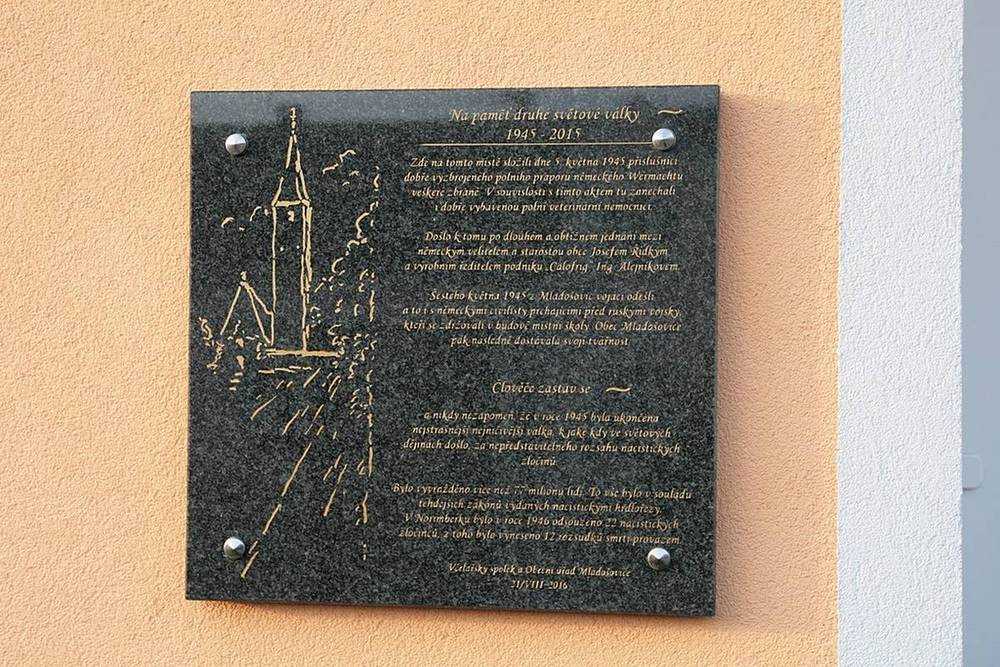 Na paměť druhé světové války
1945 - 2015
Zde na tomto místě složili dne 5. května 1945 příslušníci
dobře vyzbrojeného polního praporu německého Wermachtu
veškeré zbraně. V souvislosti s tímto aktem tu zanechali
i dobře vybavenou polní veterinární nemocnici.
Došlo k tomu po dlouhém a obtížném jednání mezi
německým velitelem a starostou obce Josefem Řídkým
a výrobním ředitelem podniku Calofrig Ing. Alejnikovem.
Šestého května 1945 z Mladošovic vojáci odešli
a to i s německými civilisty prchajícími před ruskými vojsky,
kteří se zdržovali v budově místní školy. Obec Mladošovice
pak následně dostávala svoji tvářnost.
Člověče zastav se
a nikdy nezapomeň, že v roce 1945 byla ukončena
nejstrašnější nejničivější válka, k jaké kdy ve světových
dějinách došlo, za nepředstavitelného rozsahu nacistických
zločinů.
Bylo vyvražděno více než 77 milionů lidí. To vše bylo v souladu
tehdejších zákonů vydaných nacistickými hrdlořezy.
V Norimberku bylo v roce 1946 odsouzeno 22 nacistických
zločinců, z toho bylo vyneseno 12 rozsudků smrti provazem.
Včelařský spolek a Obecní úřad Mladošovice
21/VIII-2016